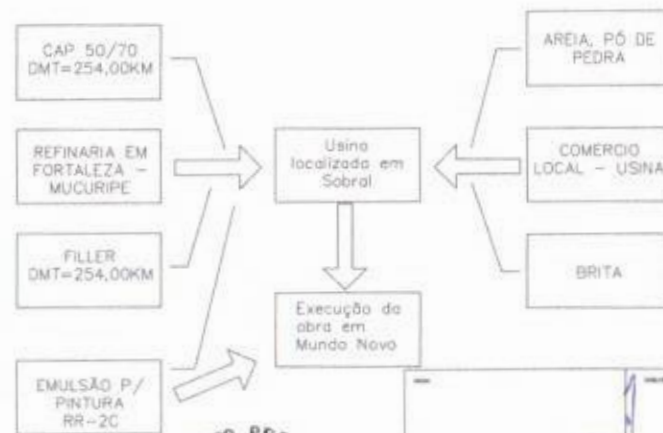 CAP 50/70
DMT=254,00KM
REFINARIA EM
FORTALEZA -
MUCURIPE
FILLER
DMT=254,00KM
EMULSÃO P/
PINTURA
RR-2C
Usina
localizada em
Sobral
Execução da
obra em
Mundo Novo
AREIA, PÓ DE
PEDRA
COMERCIO
LOCAL - USINA
BRITA